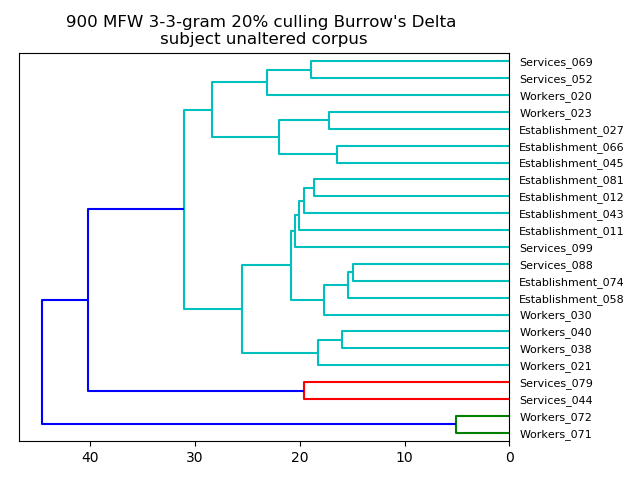 900 MFW 3-3-gram 20% culling Burrow's Delta
subject unaltered corpus
Services_069
Services_052
Workers_020
Workers_023
Establishment_027
Establishment_066
Establishment_045
Establishment_081
Establishment_012
Establishment_043
Establishment_011
Services_099
Services_088
Establishment_074
Establishment_058
Workers_030
Workers_040
Workers_038
Workers_021
Services_079
Services_044
Workers_072
Workers_071
40 30 20 10 0